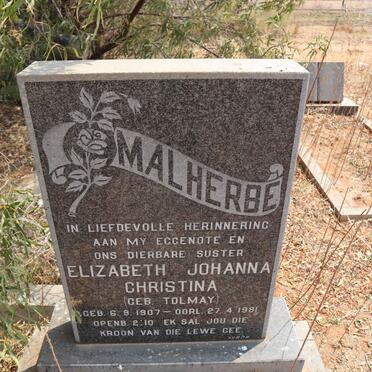 MALHERBÉ
IN LIEFDEVOLLE HERINNERING
AAN MY EGGENOTE EN
ONS DIERBARE SUSTER
ELIZABETH JOHANNA
CHRISTINA
(GEB. TOLMAY)
GEB. 6.9.1907 — OORL. 27.4.1981
OPENB. 2:10 EK SAL JOU DIE
KROON VAN DIE LEWE GEE.